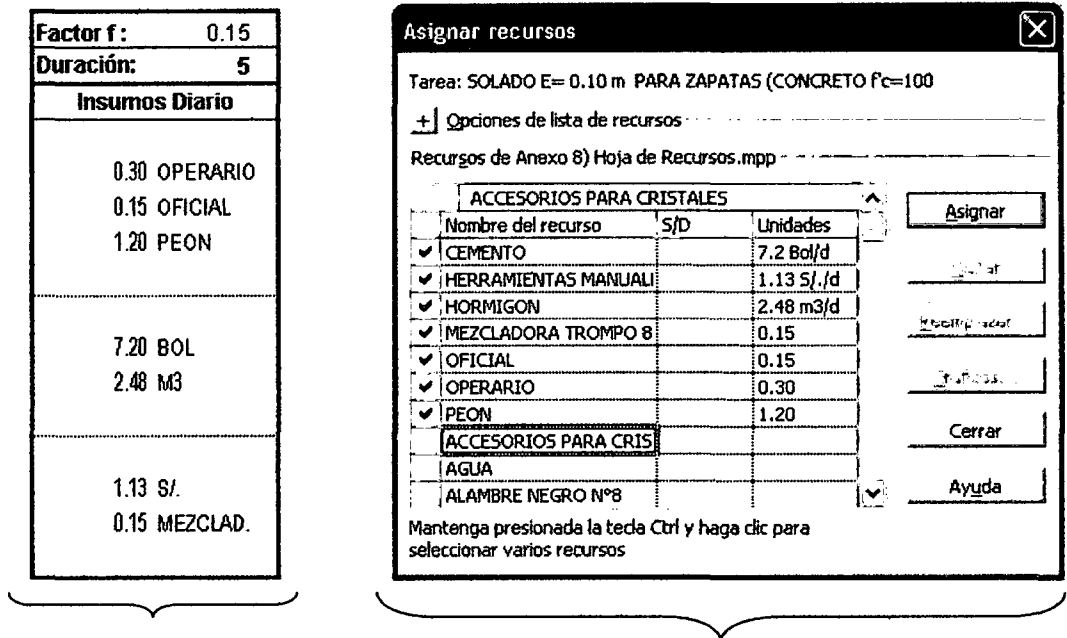 Factor f : 0.15
Duración: 5
Insumos Diario
0.30 OPERARIO
0.15 OFICIAL
1.20 PEON
7.20 BOL
2.48 M3
1.13 S/.
0.15 MEZCLAD.
Asignar recursos
Tarea: SOLADO E= 0.10 m PARA ZAPATAS (CONCRETO f'c=100
+ Opciones de lista de recursos
Recursos de Anexo 8) Hoja de Recursos.mpp
ACCESORIOS PARA CRISTALES
Nombre del recurso S/D Unidades
CEMENTO 7.2 Bol/d
HERRAMIENTAS MANUALI 1.13 S/./d
HORMIGON 2.48 m3/d
MEZCLADORA TROMPO 8 0.15
OFICIAL 0.15
OPERARIO 0.30
PEON 1.20
ACCESORIOS PARA CRIS
AGUA
ALAMBRE NEGRO Nº8
Asignar
Reemplazar
Cerrar
Ayuda
Mantenga presionada la tecla Ctrl y haga clic para
seleccionar varios recursos